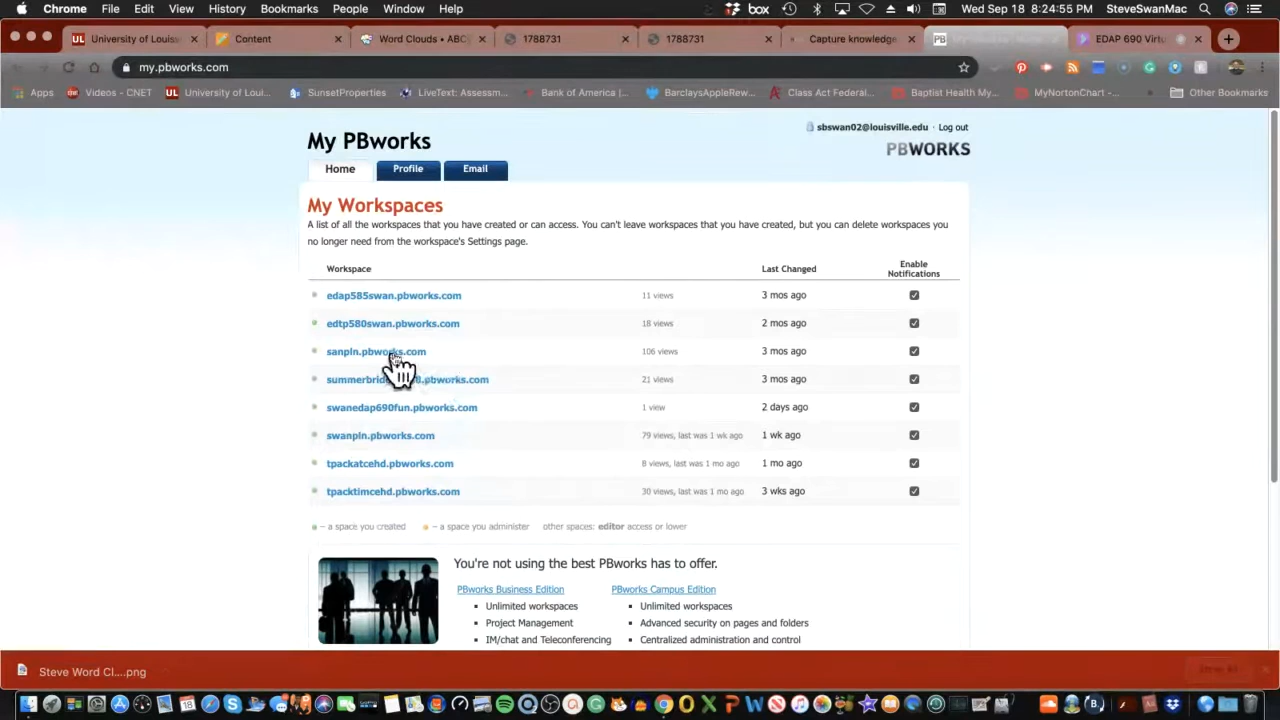 Chrome File Edit View History Bookmarks People Window Help box Wed Sep 18 8:24:55 PM SteveSwanMac
UL University of Louisv Content Word Clouds • ABC 1788731 1788731 Capture knowledge PB EDAP 690 Virtu
my.pbworks.com
Apps Videos - CNET UL University of Loui... SunsetProperties LiveText: Assessm... Bank of America |... BarclaysAppleRew... Class Act Federal... Baptist Health My... MyNortonChart -... Other Bookmarks
sbswan02@louisville.edu · Log out
My PBworks
PBWORKS
Home Profile Email
My Workspaces
A list of all the workspaces that you have created or can access. You can't leave workspaces that you have created, but you can delete workspaces you
no longer need from the workspace's Settings page.
Workspace Last Changed Enable
Notifications
edap585swan.pbworks.com 11 views 3 mos ago
edtp580swan.pbworks.com 18 views 2 mos ago
sanpln.pbworks.com 106 views 3 mos ago
.pbworks.com 21 views 3 mos ago
swanedap690fun.pbworks.com 1 view 2 days ago
swanpln.pbworks.com 79 views, last was 1 wk ago 1 wk ago
tpackatcehd.pbworks.com 8 views, last was 1 mo ago 1 mo ago
tpacktimcehd.pbworks.com 30 views, last was 1 mo ago 3 wks ago
– a space you created – a space you administer other spaces: editor access or lower
You're not using the best PBworks has to offer.
PBworks Business Edition PBworks Campus Edition
Unlimited workspaces Unlimited workspaces
Project Management Advanced security on pages and folders
IM/chat and Teleconferencing Centralized administration and control
Steve Word Cl....png